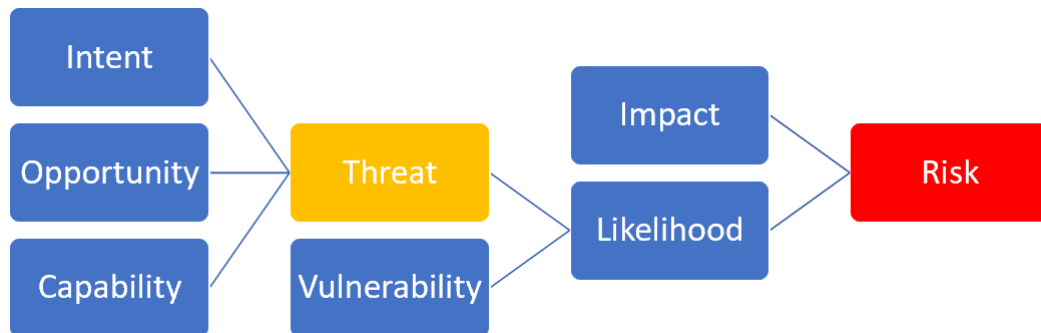 Intent
Opportunity
Capability
Threat
Vulnerability
Impact
Likelihood
Risk